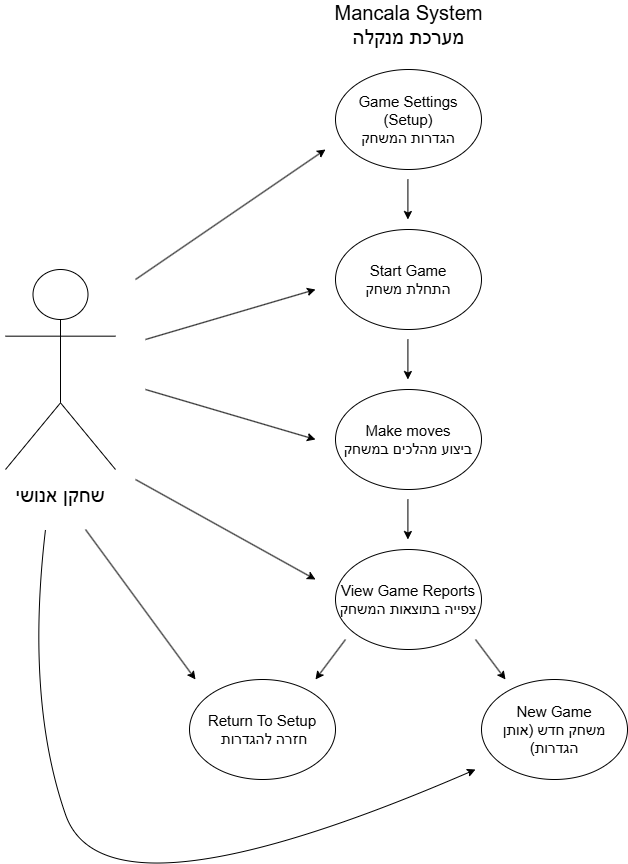 Mancala System
מערכת מנקלה
Game Settings
(Setup)
הגדרות המשחק
Start Game
התחלת משחק
Make moves
ביצוע מהלכים במשחק
שחקן אנושי
View Game Reports
צפייה בתוצאות המשחק
Return To Setup
חזרה להגדרות
New Game
משחק חדש (אותן
הגדרות)